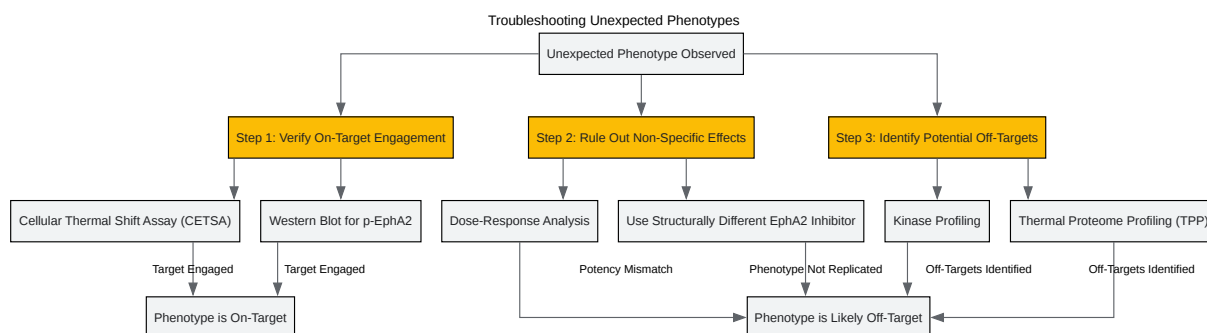 Troubleshooting Unexpected Phenotypes
Unexpected Phenotype Observed
Step 1: Verify On-Target Engagement
Step 2: Rule Out Non-Specific Effects
Step 3: Identify Potential Off-Targets
Cellular Thermal Shift Assay (CETSA)
Western Blot for p-EphA2
Dose-Response Analysis
Use Structurally Different EphA2 Inhibitor
Kinase Profiling
Thermal Proteome Profiling (TPP)
Target Engaged
Target Engaged
Potency Mismatch
Phenotype Not Replicated
Off-Targets Identified
Off-Targets Identified
Phenotype is On-Target
Phenotype is Likely Off-Target